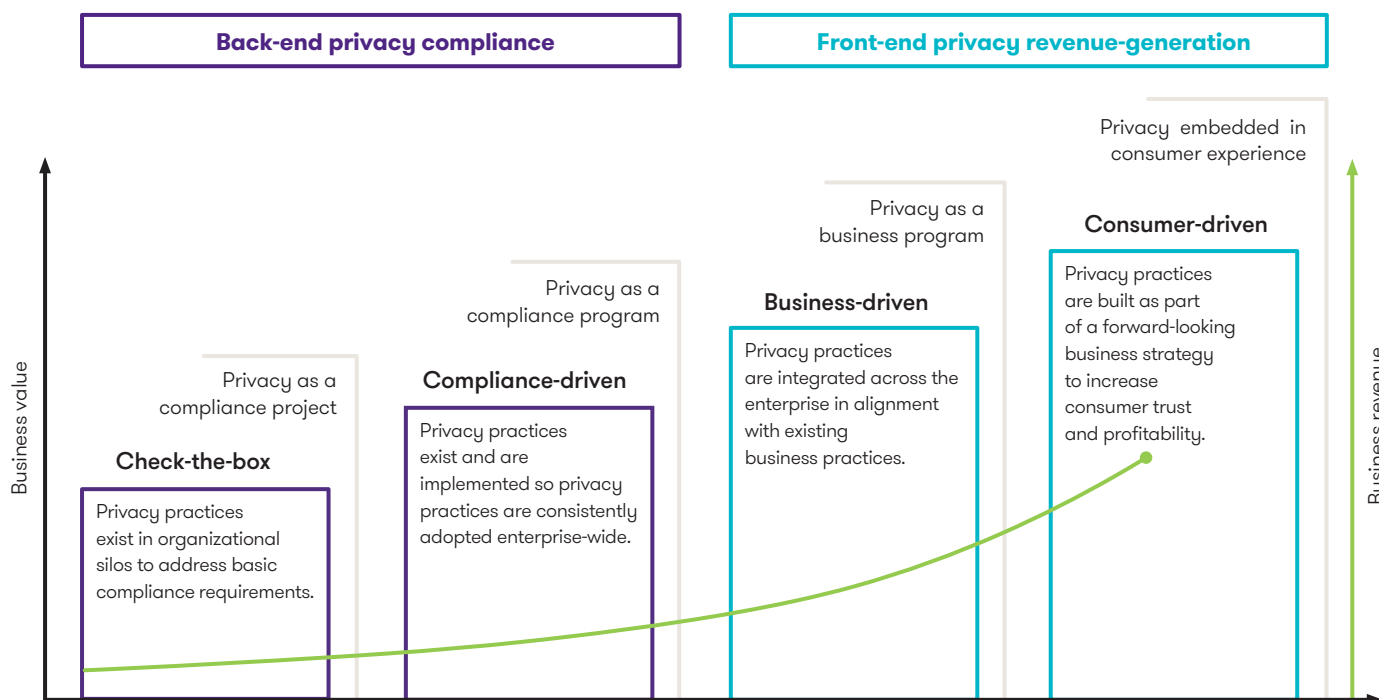 Back-end privacy compliance
Front-end privacy revenue-generation
Business value
Privacy as a
compliance project
Check-the-box
Privacy practices
exist in organizational
silos to address basic
compliance requirements.
Privacy as a
compliance program
Compliance-driven
Privacy practices
exist and are
implemented so privacy
practices are consistently
adopted enterprise-wide.
Privacy as a
business program
Business-driven
Privacy practices
are integrated across the
enterprise in alignment
with existing
business practices.
Privacy embedded in
consumer experience
Consumer-driven
Privacy practices
are built as part
of a forward-looking
business strategy
to increase
consumer trust
and profitability.
Business revenue